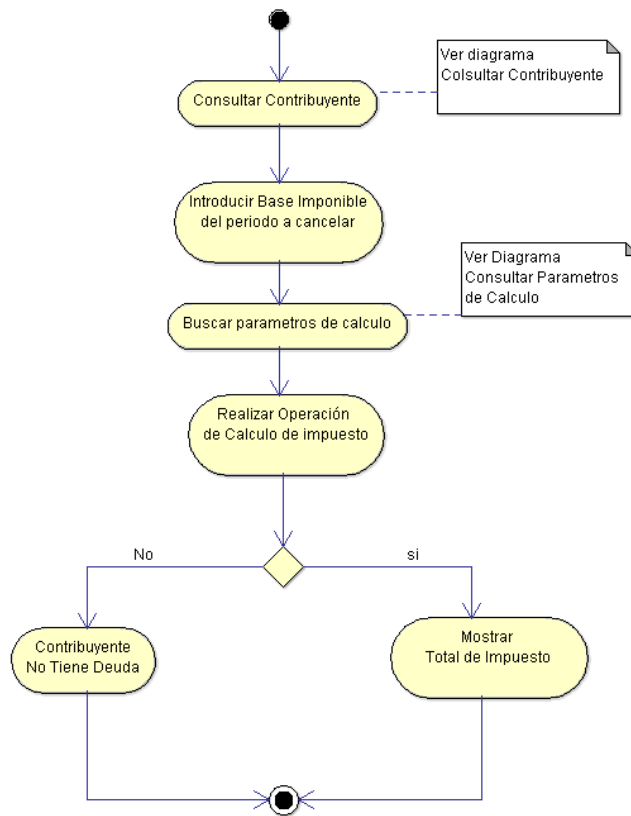 Ver diagrama
Colsultar Contribuyente
Consultar Contribuyente
Introducir Base Imponible
del periodo a cancelar
Ver Diagrama
Consultar Parametros
de Calculo
Buscar parametros de calculo
Realizar Operación
de Calculo de impuesto
No
si
Contribuyente
No Tiene Deuda
Mostrar
Total de Impuesto